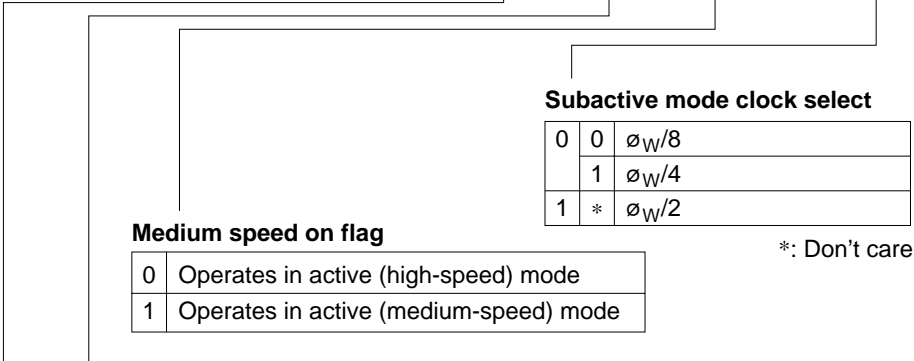 Subactive mode clock select
0 0 øW/8
1 øW/4
1 * øW/2
*: Don't care
Medium speed on flag
0 Operates in active (high-speed) mode
1 Operates in active (medium-speed) mode